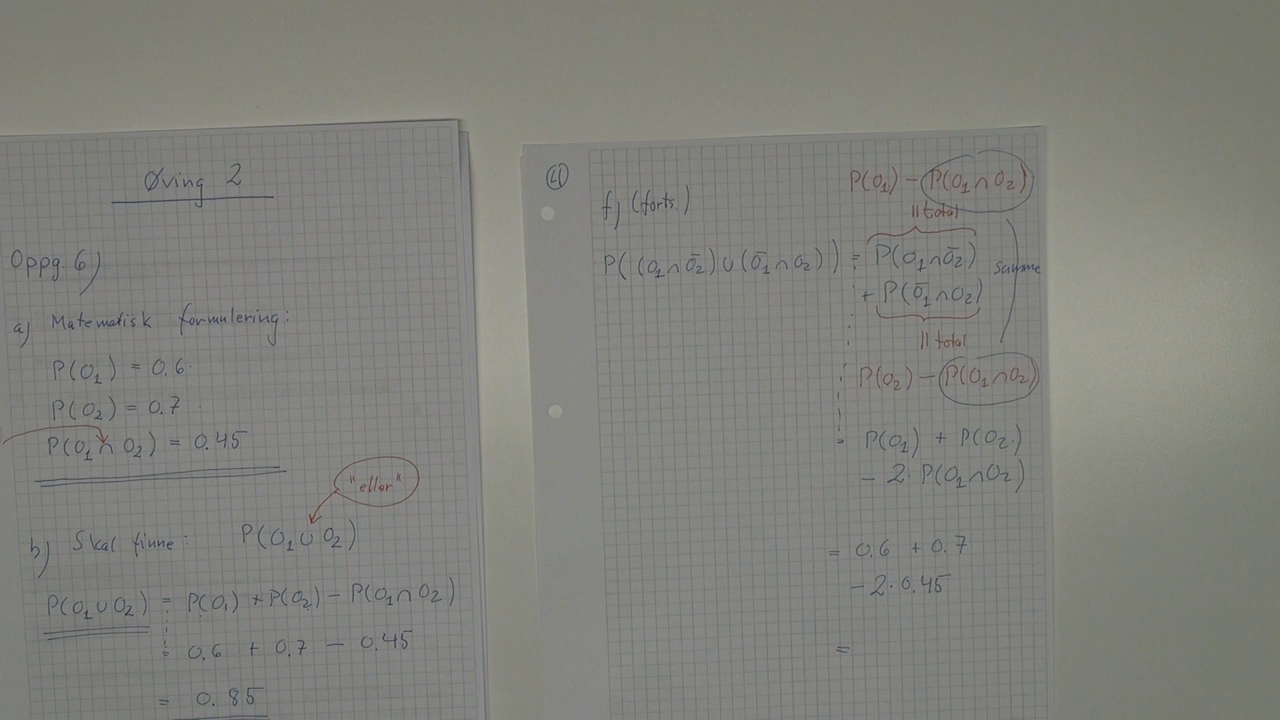 Øving 2
Oppg. 6)
a) Matematisk formulering:
P(O₁) = 0.6
P(O₂) = 0.7
P(O₁ ∩ O₂) = 0.45
"eller"
b) Skal finne: P(O₁ ∪ O₂)
P(O₁ ∪ O₂) = P(O₁) + P(O₂) − P(O₁ ∩ O₂)
= 0.6 + 0.7 − 0.45
= 0.85
④
f) (forts.)
P(O₁) − P(O₁ ∩ O₂)
|| total
P((O₁ ∩ Ō₂) ∪ (Ō₁ ∩ O₂)) = P(O₁ ∩ Ō₂)
+ P(Ō₁ ∩ O₂)
samme
|| total
P(O₂) − P(O₁ ∩ O₂)
= P(O₁) + P(O₂)
− 2 · P(O₁ ∩ O₂)
= 0.6 + 0.7
− 2 · 0.45
=